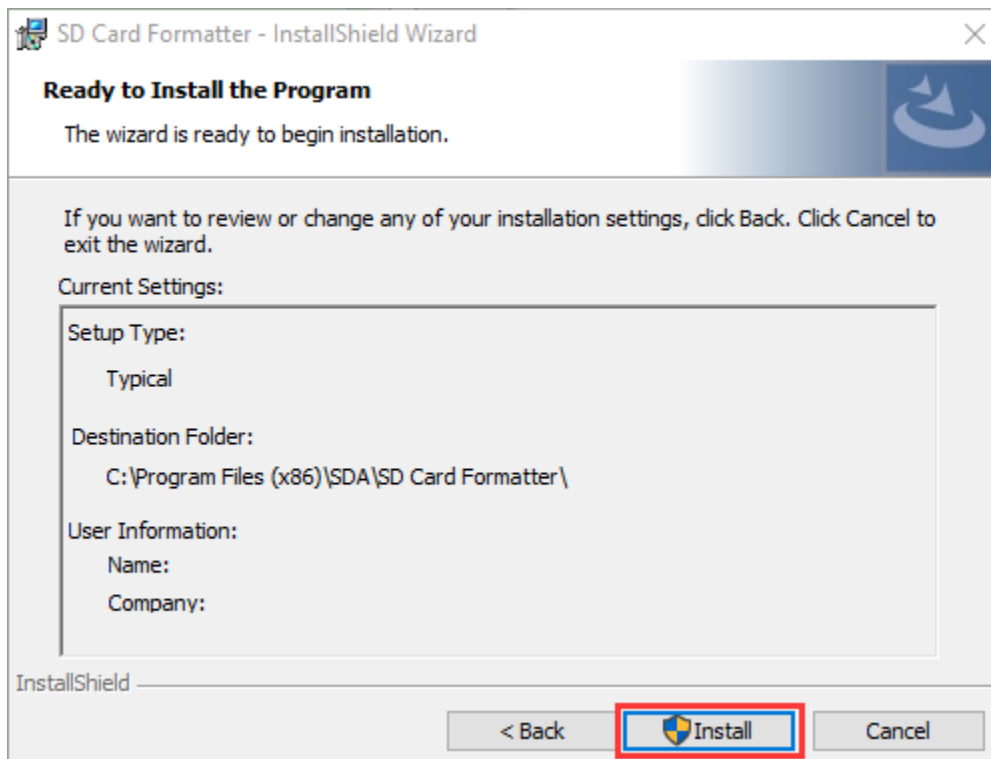 SD Card Formatter - InstallShield Wizard
Ready to Install the Program
The wizard is ready to begin installation.
If you want to review or change any of your installation settings, click Back. Click Cancel to
exit the wizard.
Current Settings:
Setup Type:
Typical
Destination Folder:
C:\Program Files (x86)\SDA\SD Card Formatter\
User Information:
Name:
Company:
InstallShield
< Back
Install
Cancel